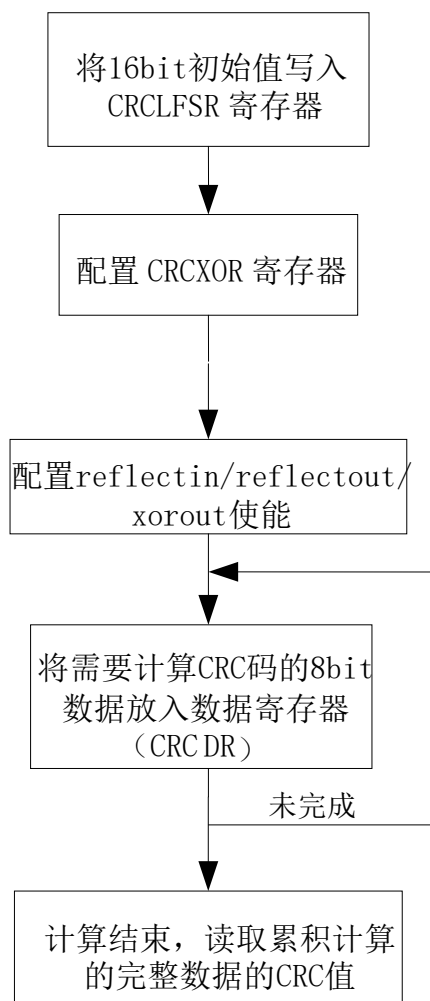 将16bit初始值写入
CRCLFSR 寄存器
配置 CRCXOR 寄存器
配置reflectin/reflectout/
xorout使能
将需要计算CRC码的8bit
数据放入数据寄存器
（CRCDR）
未完成
计算结束，读取累积计算
的完整数据的CRC值